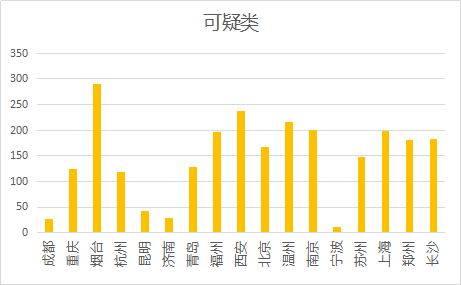 可疑类
350
300
250
200
150
100
50
0
成都
重庆
烟台
杭州
昆明
济南
青岛
福州
西安
北京
温州
南京
宁波
苏州
上海
郑州
长沙